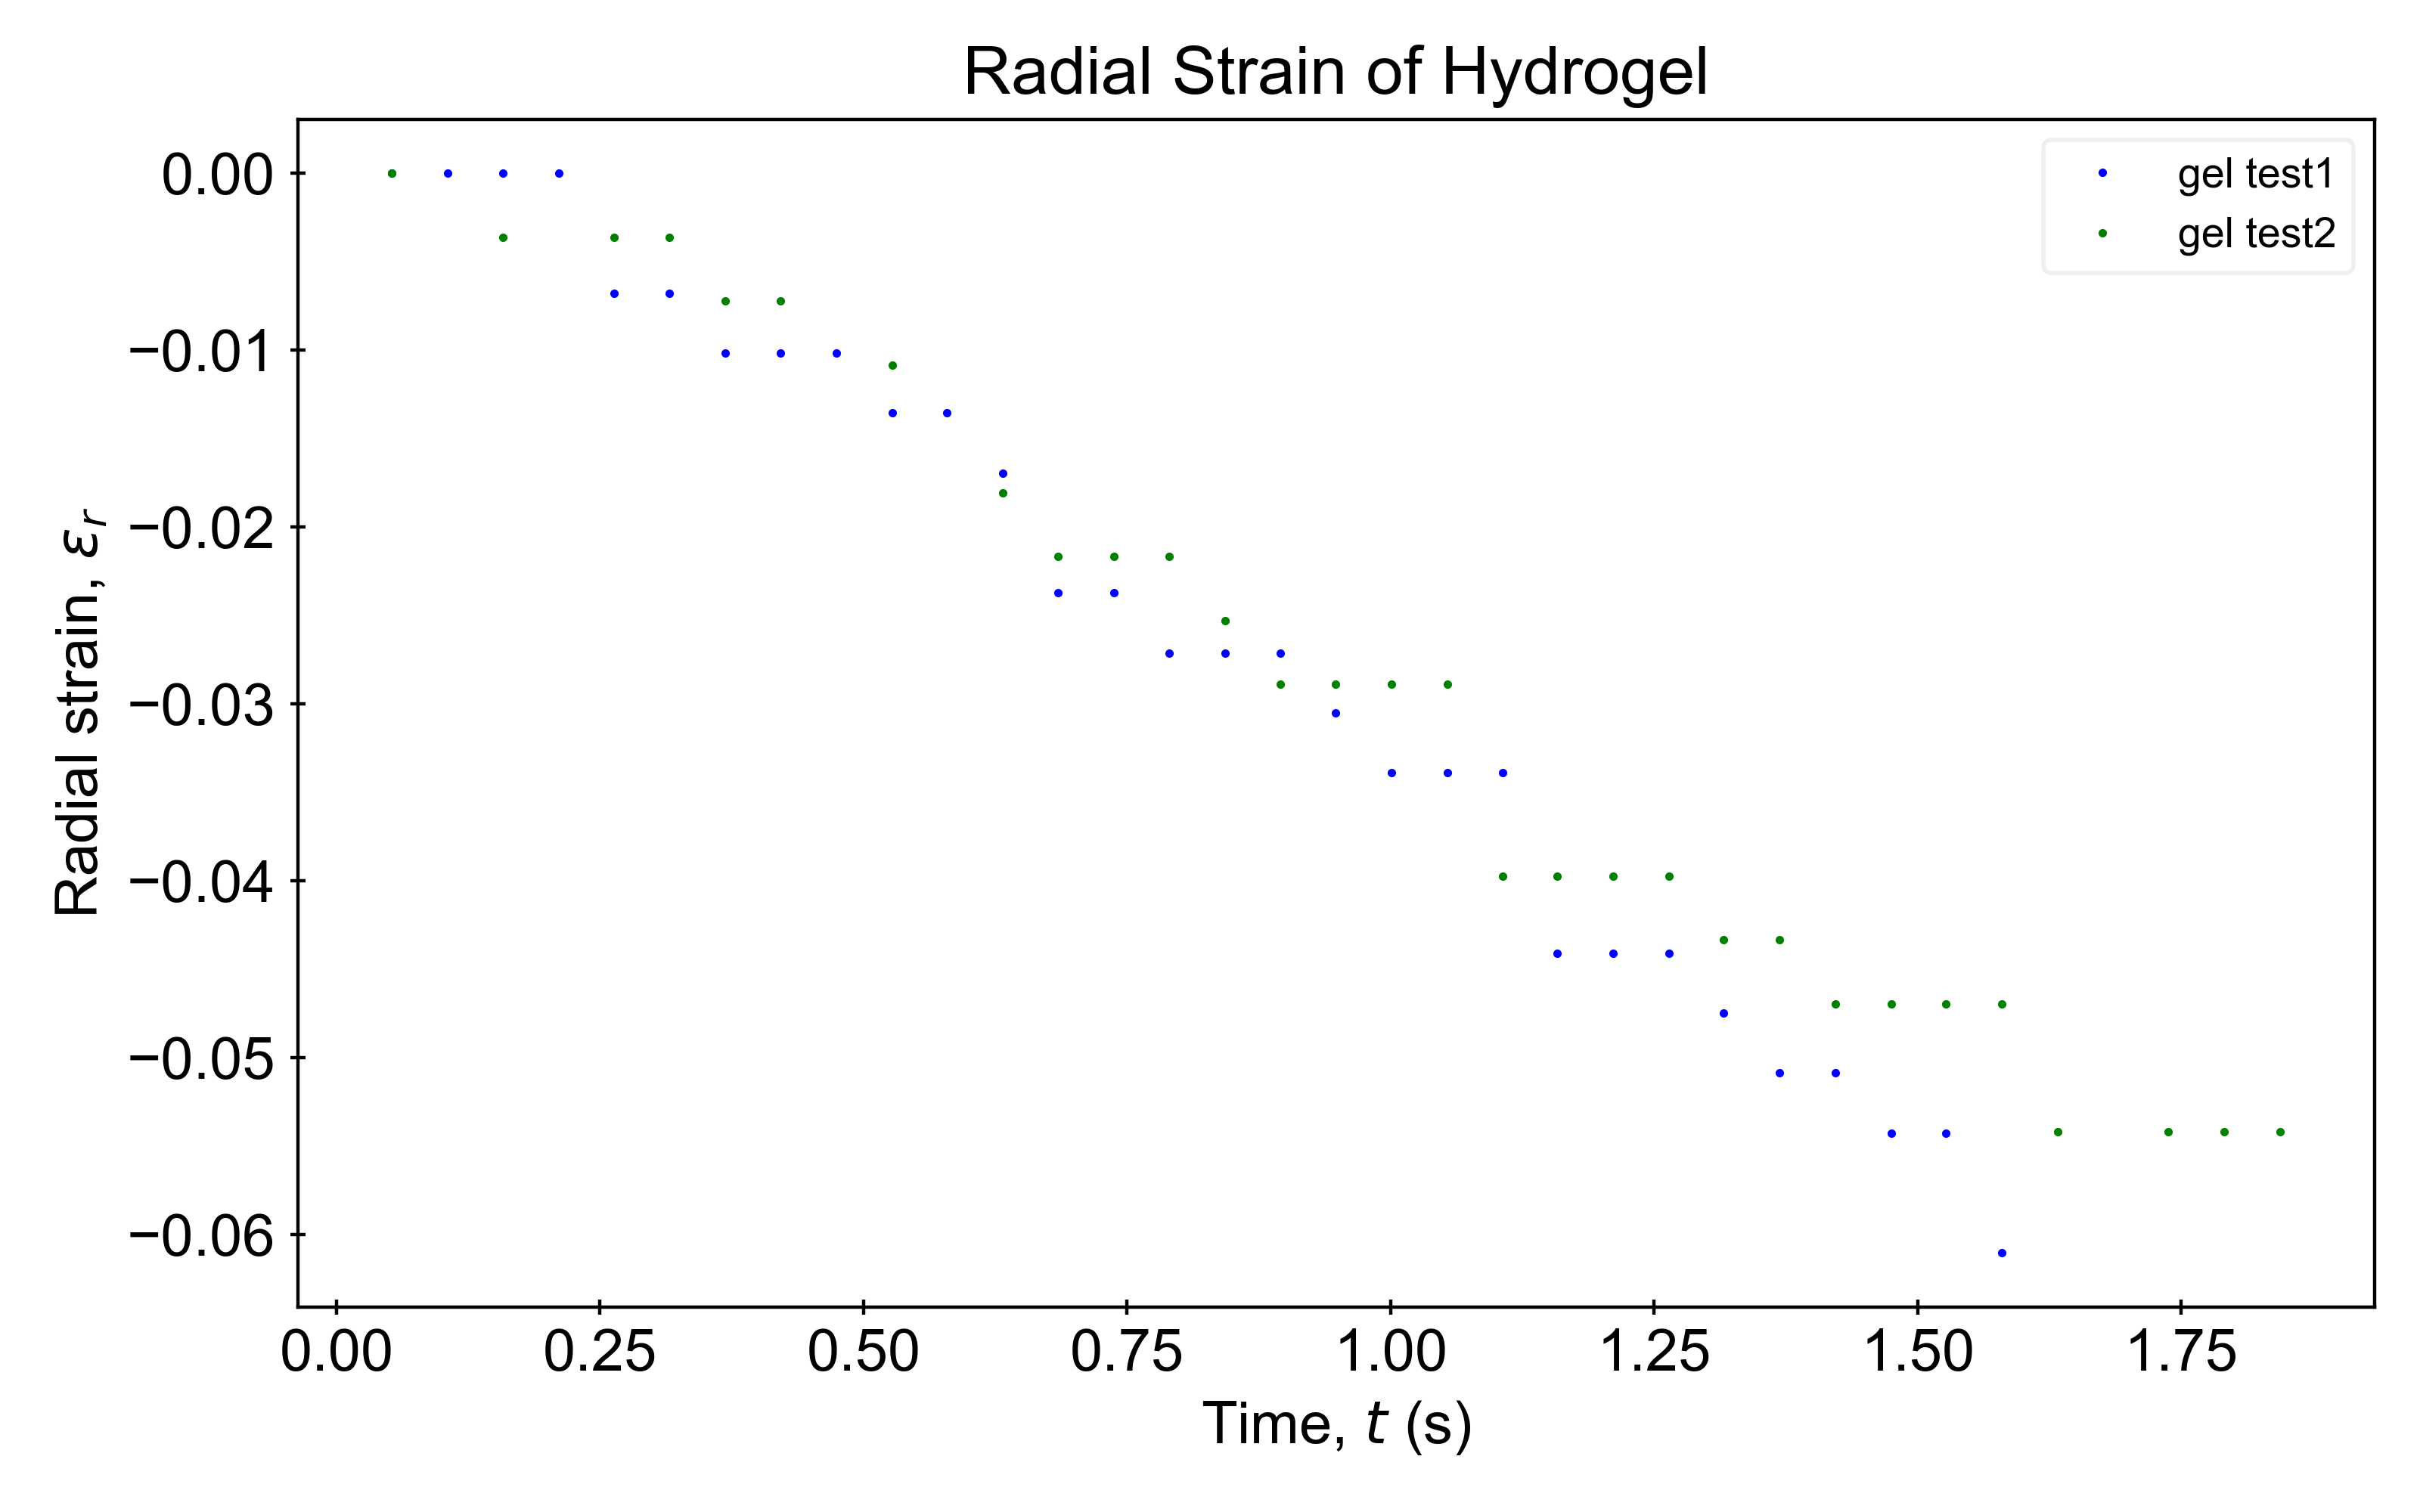 Radial Strain of Hydrogel
gel test1
gel test2
0.00
−0.01
−0.02
−0.03
−0.04
−0.05
−0.06
Radial strain, εr
0.00 0.25 0.50 0.75 1.00 1.25 1.50 1.75
Time, t (s)